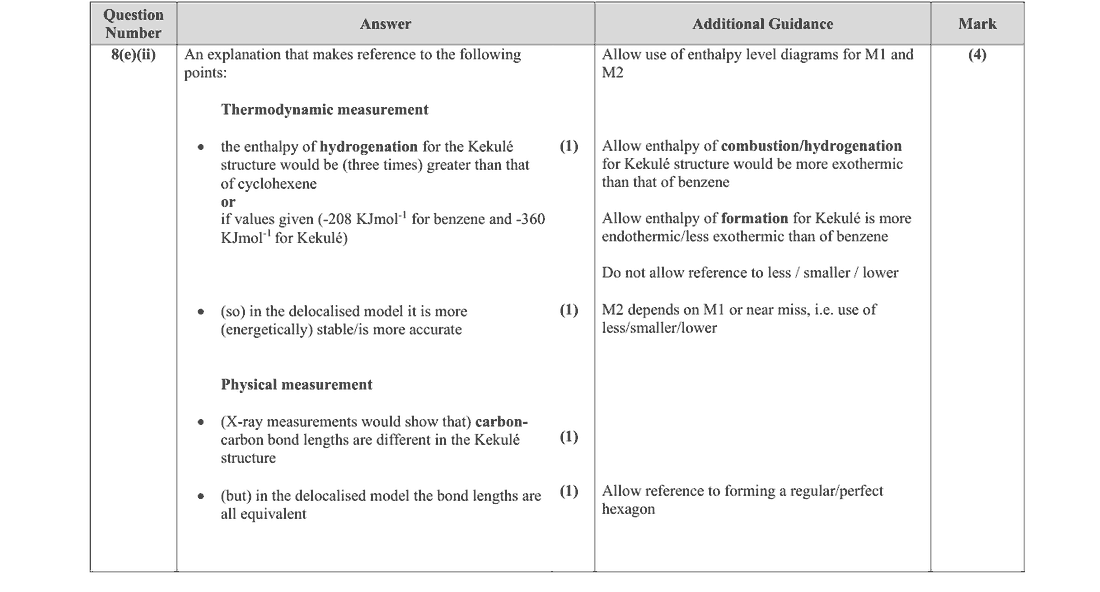 Question Number
Answer
Additional Guidance
Mark
8(e)(ii)
An explanation that makes reference to the following
points:
Allow use of enthalpy level diagrams for M1 and
M2
(4)
Thermodynamic measurement
• the enthalpy of hydrogenation for the Kekulé
structure would be (three times) greater than that
of cyclohexene
or
if values given (-208 KJmol-1 for benzene and -360
KJmol-1 for Kekulé)
(1)
Allow enthalpy of combustion/hydrogenation
for Kekulé structure would be more exothermic
than that of benzene
Allow enthalpy of formation for Kekulé is more
endothermic/less exothermic than of benzene
Do not allow reference to less / smaller / lower
• (so) in the delocalised model it is more
(energetically) stable/is more accurate
(1)
M2 depends on M1 or near miss, i.e. use of
less/smaller/lower
Physical measurement
• (X-ray measurements would show that) carbon-
carbon bond lengths are different in the Kekulé
structure
(1)
• (but) in the delocalised model the bond lengths are
all equivalent
(1)
Allow reference to forming a regular/perfect
hexagon